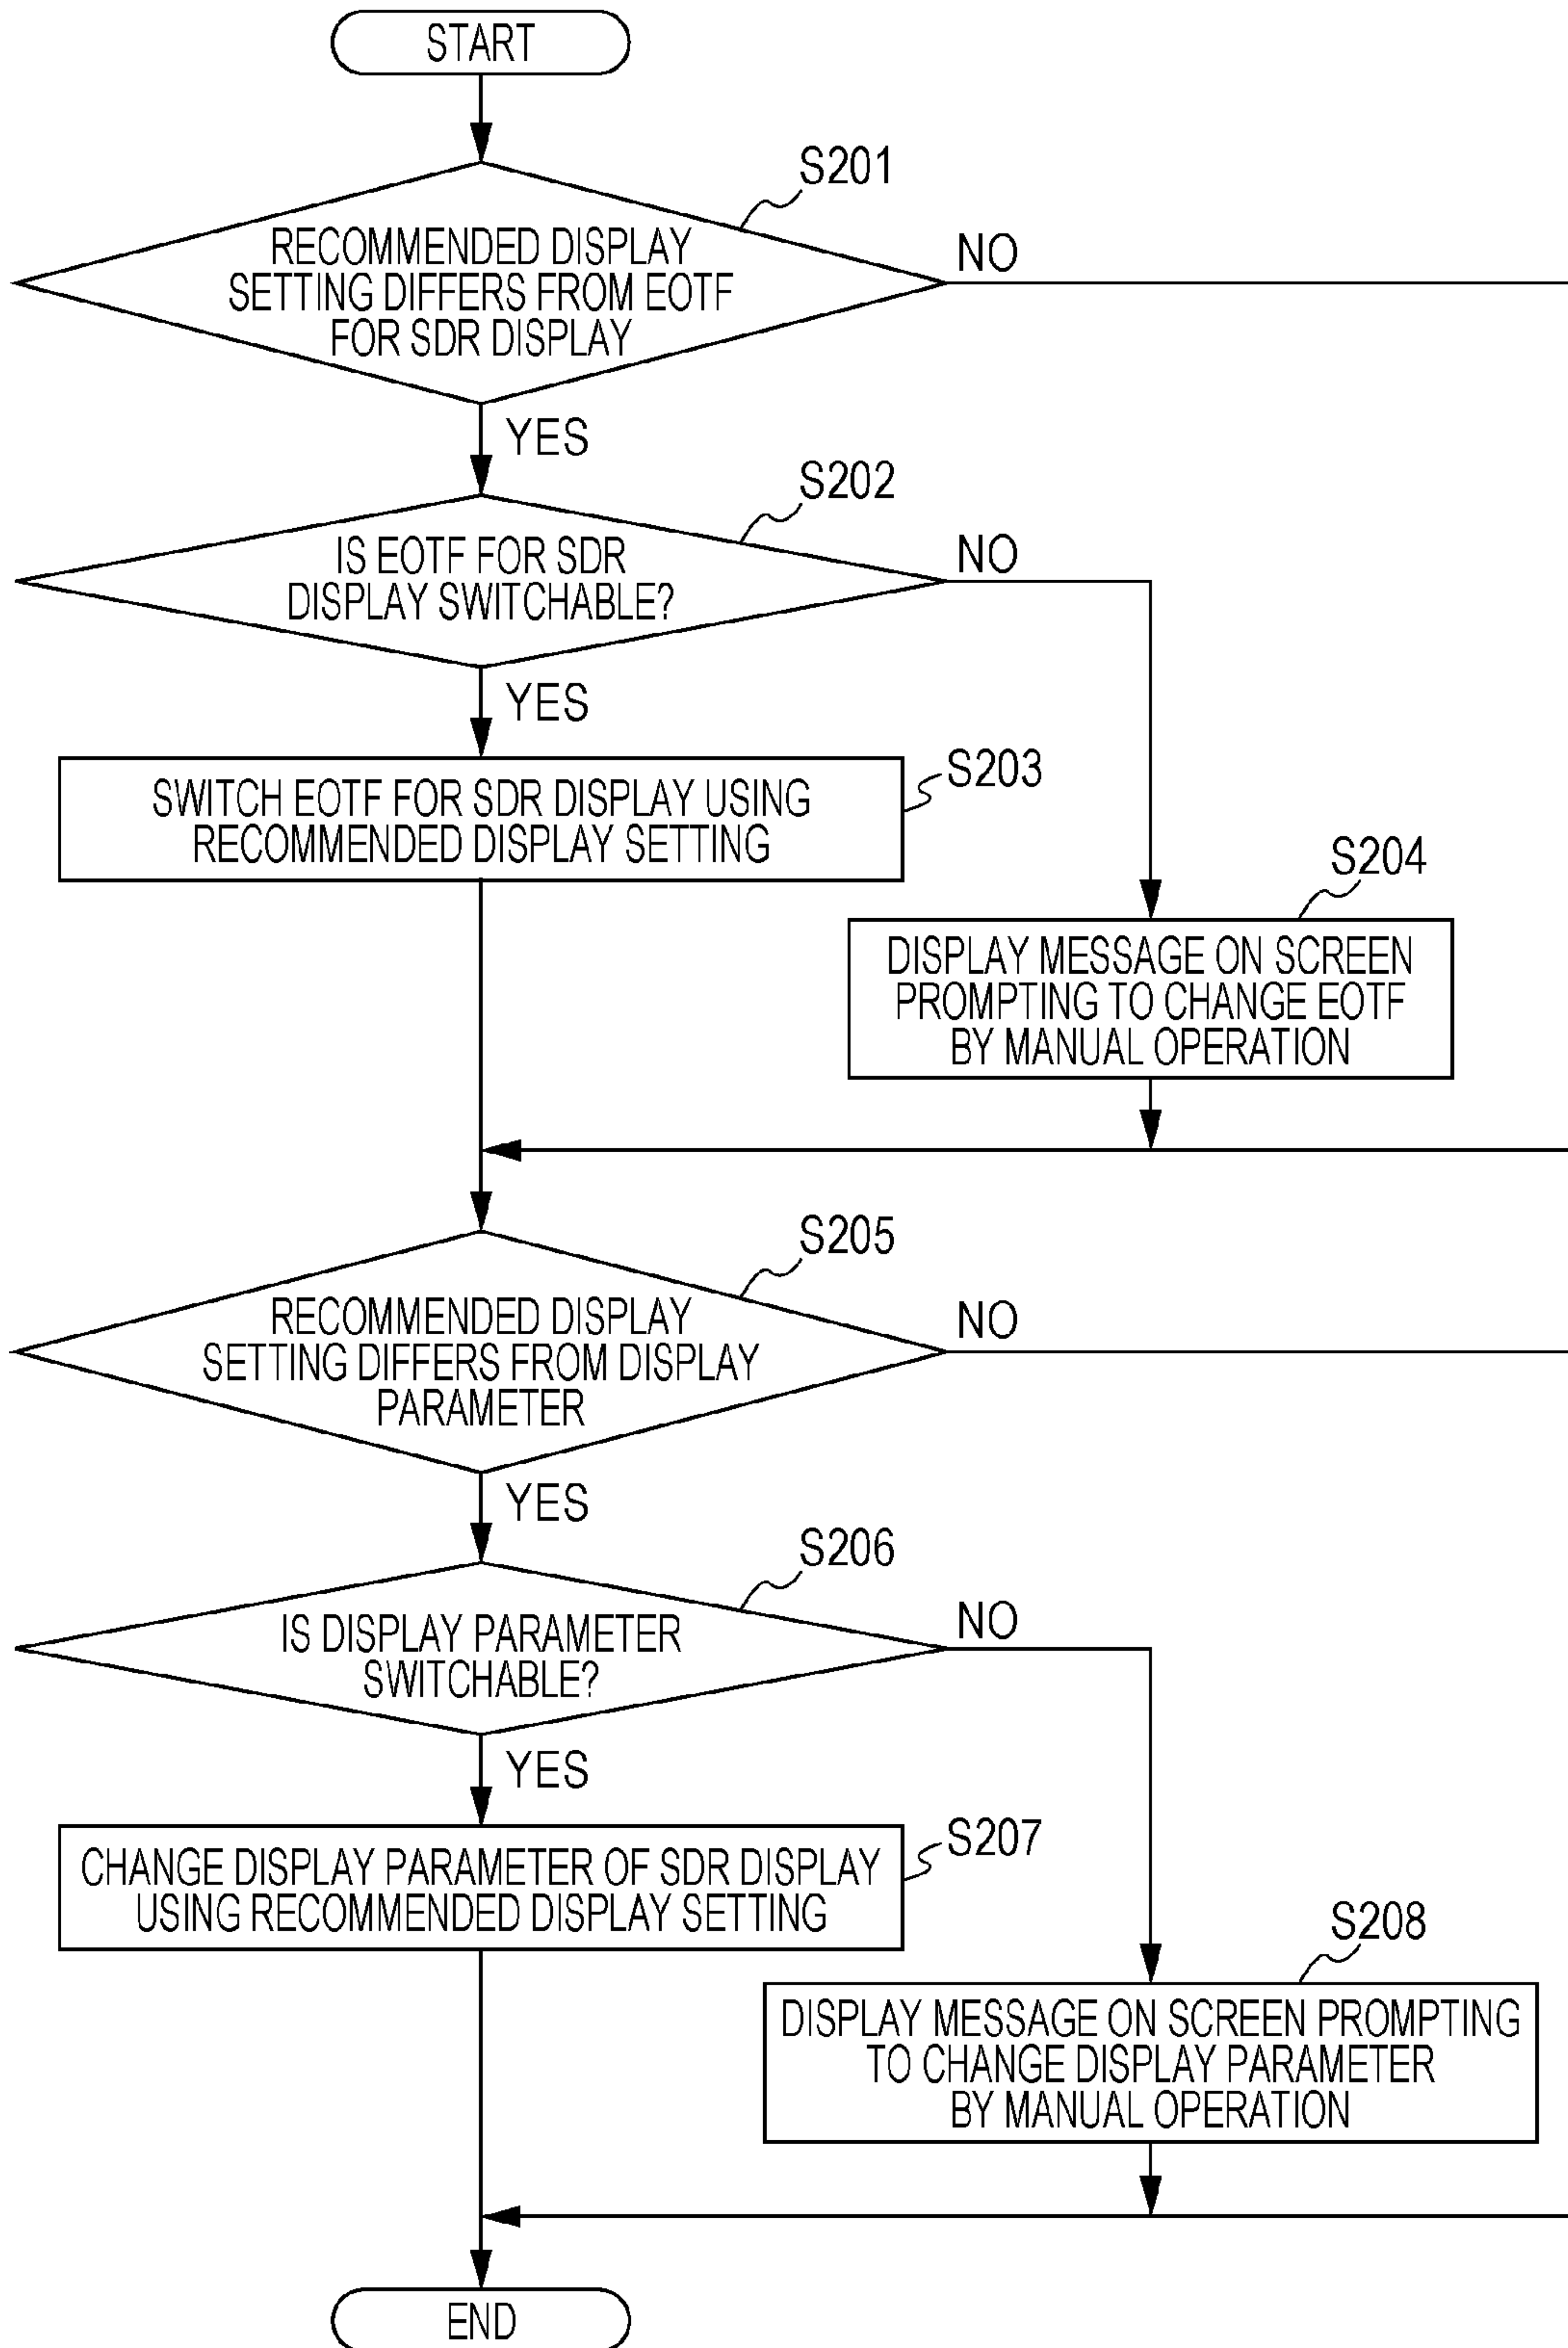 START
S201
RECOMMENDED DISPLAY
SETTING DIFFERS FROM EOTF
FOR SDR DISPLAY
NO
YES
S202
IS EOTF FOR SDR
DISPLAY SWITCHABLE?
NO
YES
S203
SWITCH EOTF FOR SDR DISPLAY USING
RECOMMENDED DISPLAY SETTING
S204
DISPLAY MESSAGE ON SCREEN
PROMPTING TO CHANGE EOTF
BY MANUAL OPERATION
S205
RECOMMENDED DISPLAY
SETTING DIFFERS FROM DISPLAY
PARAMETER
NO
YES
S206
IS DISPLAY PARAMETER
SWITCHABLE?
NO
YES
S207
CHANGE DISPLAY PARAMETER OF SDR DISPLAY
USING RECOMMENDED DISPLAY SETTING
S208
DISPLAY MESSAGE ON SCREEN PROMPTING
TO CHANGE DISPLAY PARAMETER
BY MANUAL OPERATION
END